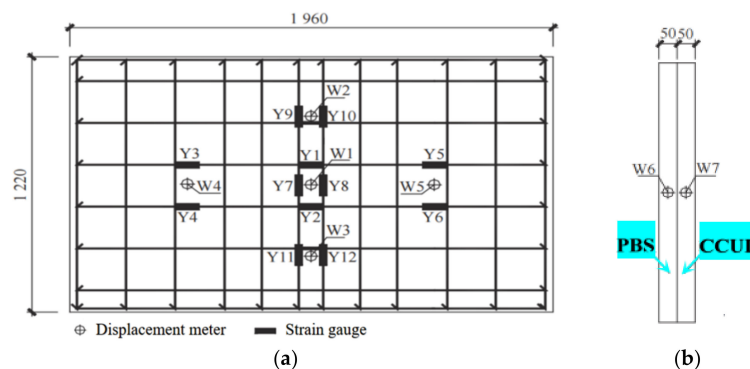 1 960
50 50
1 220
W2
Y9 Y10
Y3 Y1 Y5
W1
W4 Y7 Y8 W5
W6 W7
Y4 Y2 Y6
W3
Y11 Y12
PBS CCUI
⊕ Displacement meter ▬ Strain gauge
(a) (b)